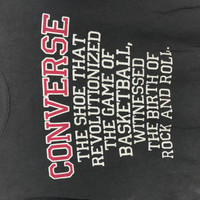 CONVERSE
THE SHOE THAT
REVOLUTIONIZED
THE GAME OF
BASKETBALL,
WITNESSED
THE BIRTH OF
ROCK AND ROLL.